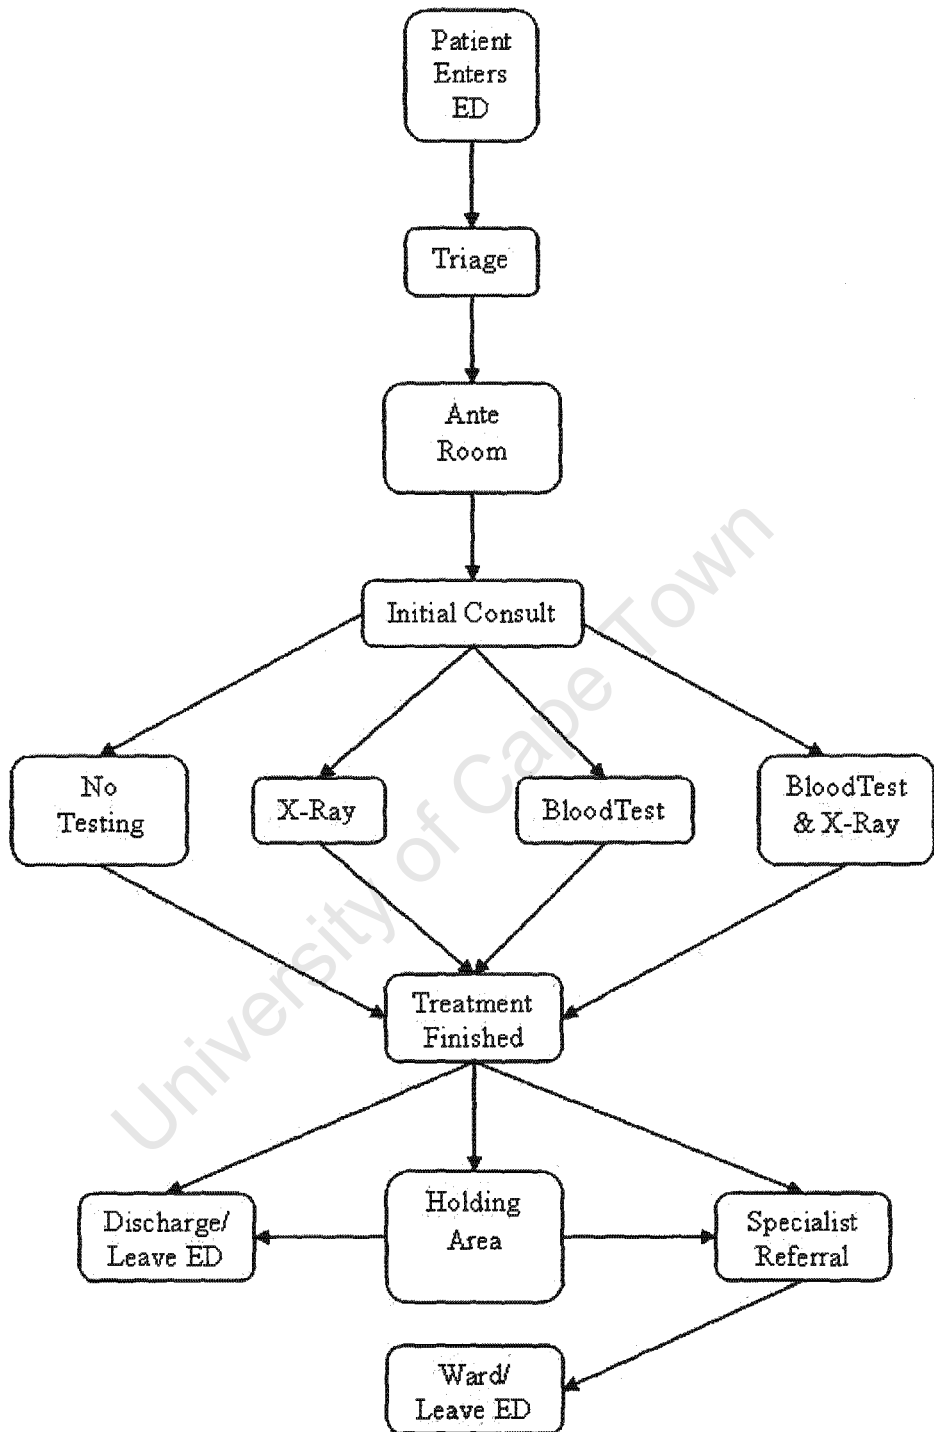 Patient
Enters
ED
Triage
Ante
Room
Initial Consult
No
Testing
X-Ray
BloodTest
BloodTest
& X-Ray
Treatment
Finished
Discharge/
Leave ED
Holding
Area
Specialist
Referral
Ward/
Leave ED
University of Cape Town